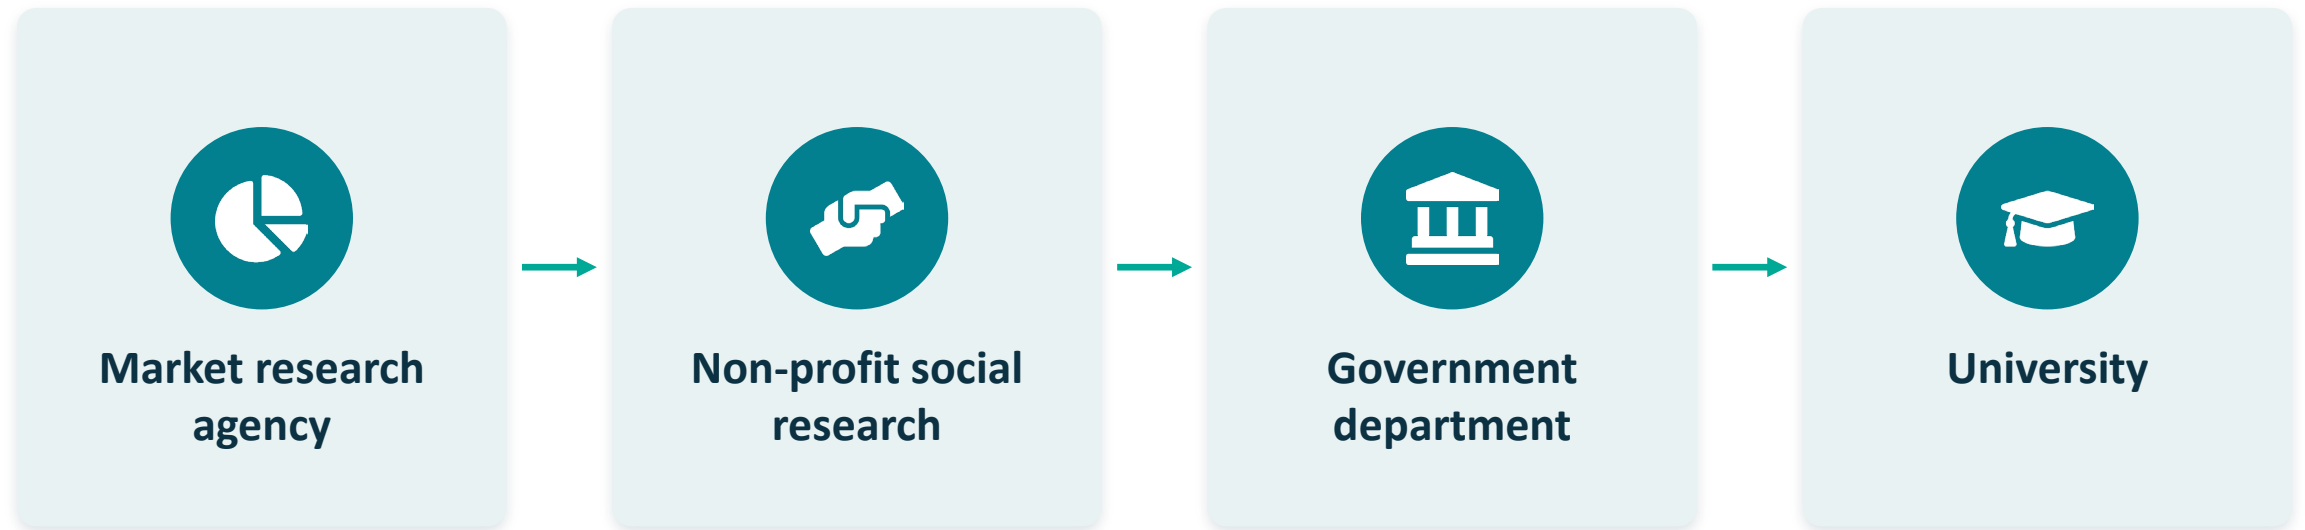 Market research
agency
Non-profit social
research
Government
department
University